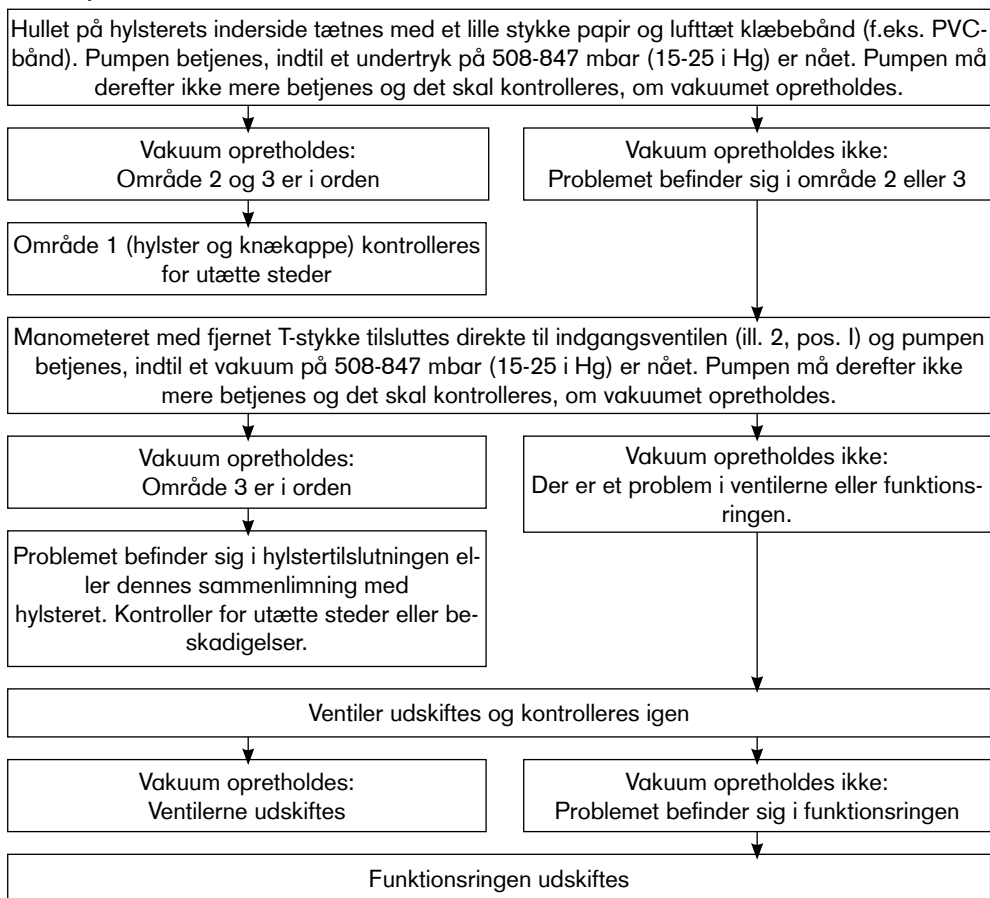 Hullet på hylsterets inderside tætnes med et lille stykke papir og lufttæt klæbebånd (f.eks. PVC-
bånd). Pumpen betjenes, indtil et undertryk på 508-847 mbar (15-25 i Hg) er nået. Pumpen må
derefter ikke mere betjenes og det skal kontrolleres, om vakuumet opretholdes.
Vakuum opretholdes:
Område 2 og 3 er i orden
Vakuum opretholdes ikke:
Problemet befinder sig i område 2 eller 3
Område 1 (hylster og knækappe) kontrolleres
for utætte steder
Manometeret med fjernet T-stykke tilsluttes direkte til indgangsventilen (ill. 2, pos. I) og pumpen
betjenes, indtil et vakuum på 508-847 mbar (15-25 i Hg) er nået. Pumpen må derefter ikke
mere betjenes og det skal kontrolleres, om vakuumet opretholdes.
Vakuum opretholdes:
Område 3 er i orden
Vakuum opretholdes ikke:
Der er et problem i ventilerne eller funktions-
ringen.
Problemet befinder sig i hylstertilslutningen el-
ler dennes sammenlimning med
hylsteret. Kontroller for utætte steder eller be-
skadigelser.
Ventiler udskiftes og kontrolleres igen
Vakuum opretholdes:
Ventilerne udskiftes
Vakuum opretholdes ikke:
Problemet befinder sig i funktionsringen
Funktionsringen udskiftes